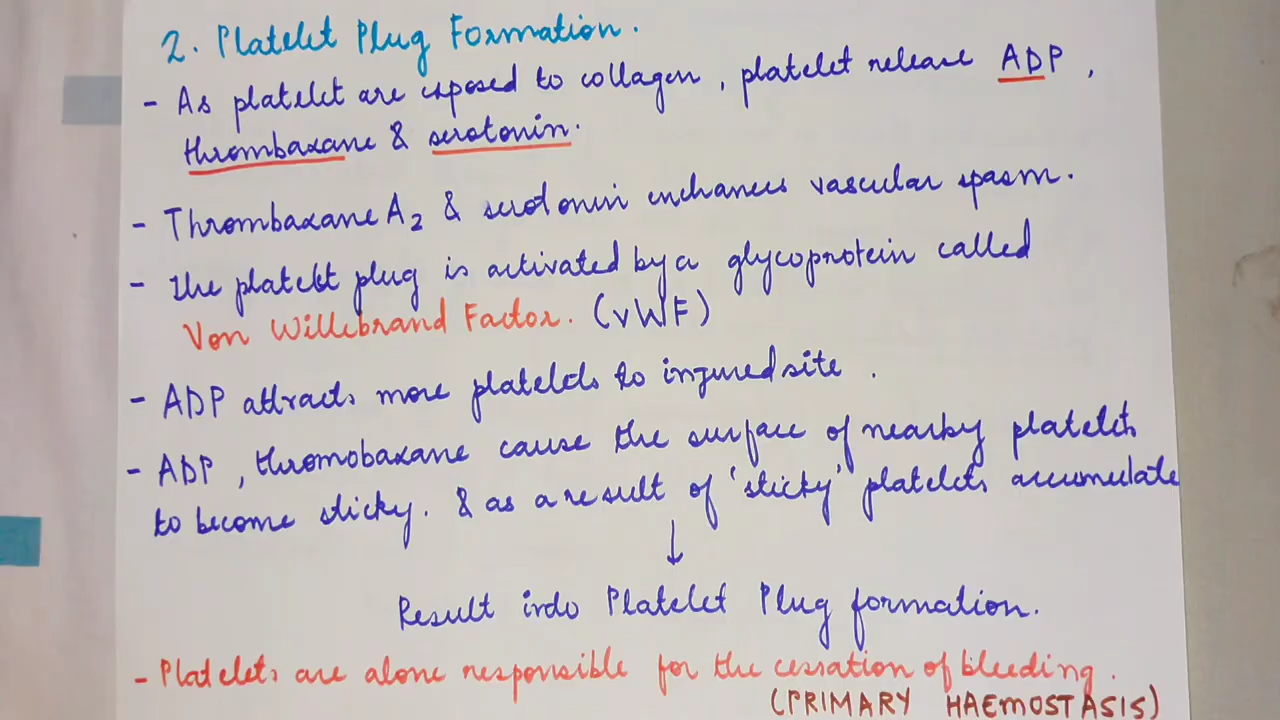 2. Platelet Plug Formation.
- As platelet are exposed to collagen, platelet release ADP,
thrombaxane & serotonin.
- Thrombaxane A₂ & serotonin enchances vascular spasm.
- The platelet plug is activated by a glycoprotein called
Von Willebrand Factor. (vWF)
- ADP attracts more platelets to injured site.
- ADP, thromobaxane cause the surface of nearby platelets
to become sticky. & as a result of 'sticky' platelets accumulate
↓
Result into Platelet Plug formation.
- Platelets are alone responsible for the cessation of bleeding.
(PRIMARY HAEMOSTASIS)